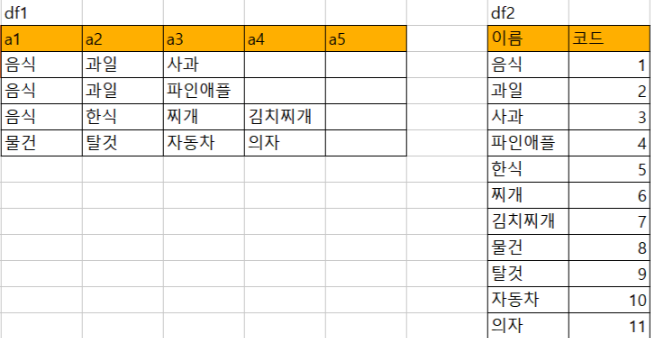 df1 df2
a1 a2 a3 a4 a5 이름 코드
음식 과일 사과 음식 1
음식 과일 파인애플 과일 2
음식 한식 찌개 김치찌개 사과 3
물건 탈것 자동차 의자 파인애플 4
한식 5
찌개 6
김치찌개 7
물건 8
탈것 9
자동차 10
의자 11